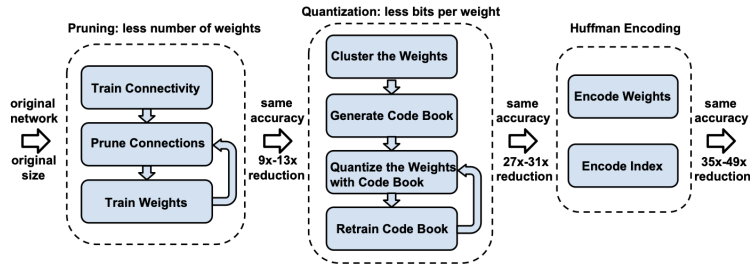 Pruning: less number of weights
Train Connectivity
Prune Connections
Train Weights
original
network
original
size
same
accuracy
9x-13x
reduction
Quantization: less bits per weight
Cluster the Weights
Generate Code Book
Quantize the Weights
with Code Book
Retrain Code Book
same
accuracy
27x-31x
reduction
Huffman Encoding
Encode Weights
Encode Index
same
accuracy
35x-49x
reduction